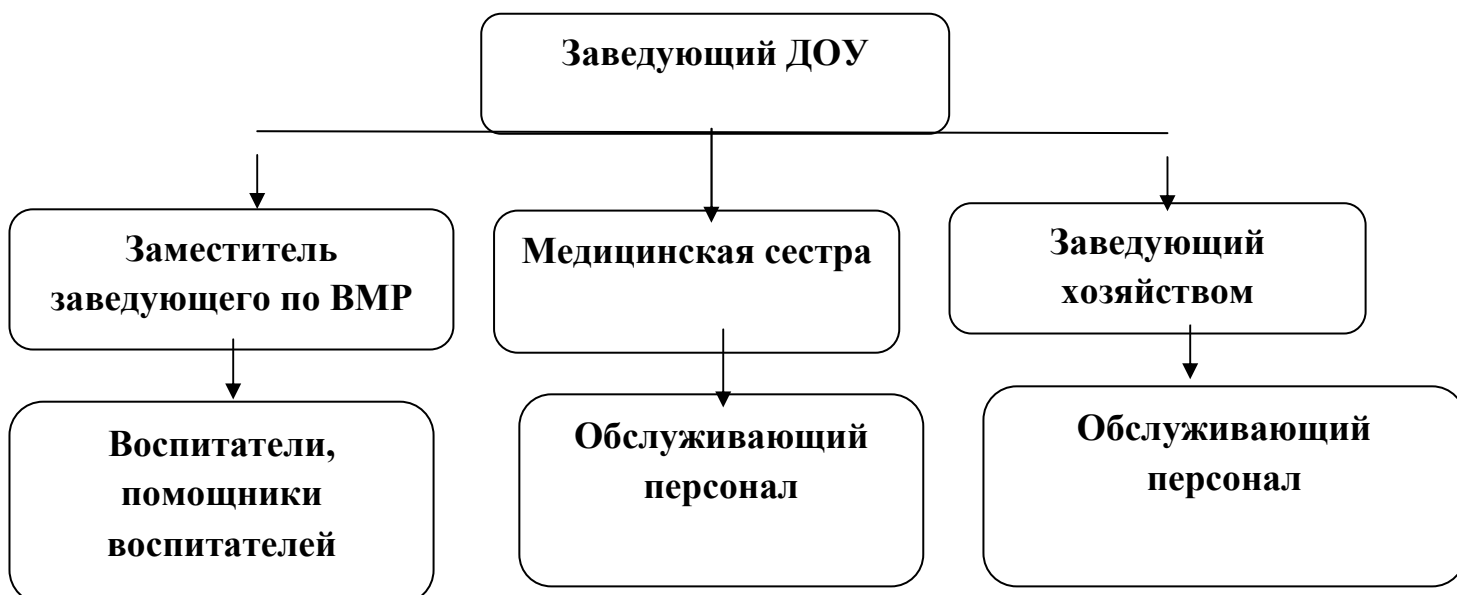 Заведующий ДОУ
Заместитель
заведующего по ВМР
Медицинская сестра
Заведующий
хозяйством
Воспитатели,
помощники
воспитателей
Обслуживающий
персонал
Обслуживающий
персонал